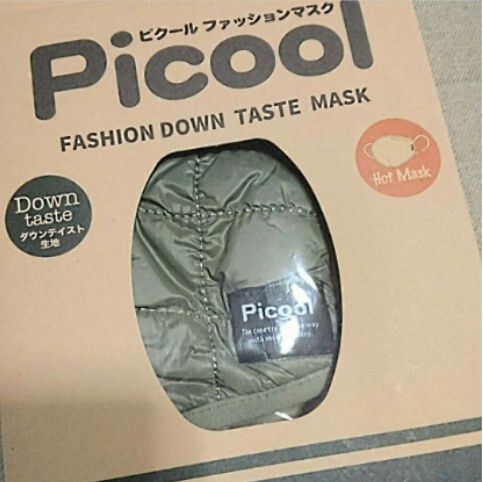 ピクール ファッションマスク
Picool
FASHION DOWN TASTE MASK
Hot Mask
Down
taste
ダウンテイスト
生地
Picool